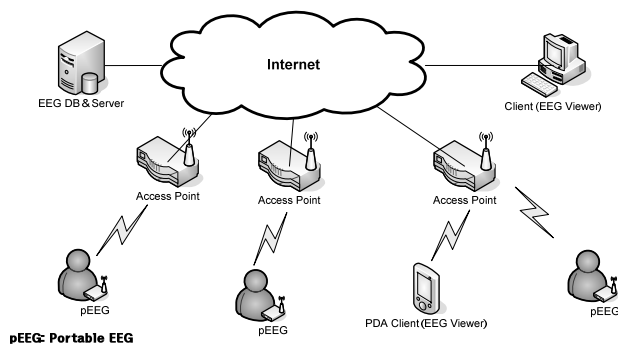 Internet
EEG DB & Server
Client (EEG Viewer)
Access Point
Access Point
Access Point
pEEG
pEEG
PDA Client (EEG Viewer)
pEEG
pEEG: Portable EEG